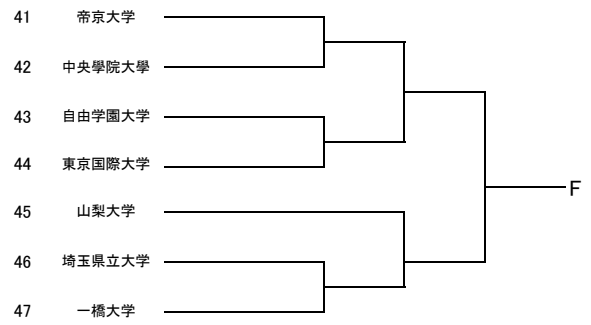 41 帝京大学
42 中央學院大學
43 自由学園大学
44 東京国際大学
45 山梨大学
46 埼玉県立大学
47 一橋大学
F